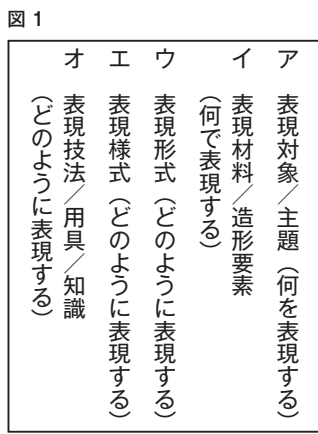 図1
ア 表現対象／主題（何を表現する）
イ 表現材料／造形要素
（何で表現する）
ウ 表現形式（どのように表現する）
エ 表現様式（どのように表現する）
オ 表現技法／用具／知識
（どのように表現する）